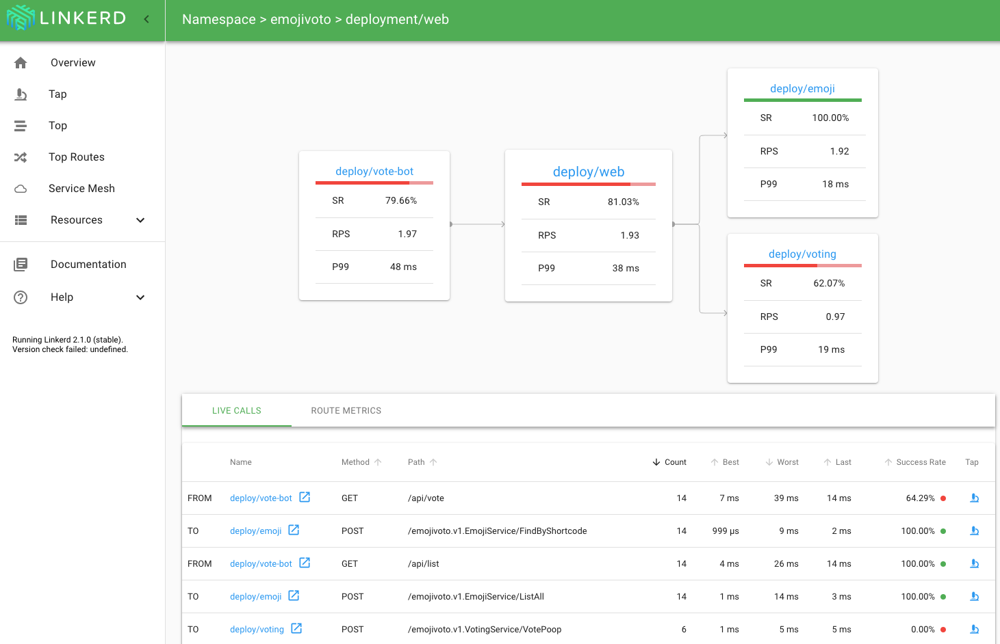 LINKERD
Namespace > emojivoto > deployment/web
Overview
Tap
Top
Top Routes
Service Mesh
Resources
Documentation
Help
Running Linkerd 2.1.0 (stable).
Version check failed: undefined.
deploy/vote-bot
SR 79.66%
RPS 1.97
P99 48 ms
deploy/web
SR 81.03%
RPS 1.93
P99 38 ms
deploy/emoji
SR 100.00%
RPS 1.92
P99 18 ms
deploy/voting
SR 62.07%
RPS 0.97
P99 19 ms
LIVE CALLS ROUTE METRICS
Name Method Path Count Best Worst Last Success Rate Tap
FROM deploy/vote-bot GET /api/vote 14 7 ms 39 ms 14 ms 64.29%
TO deploy/emoji POST /emojivoto.v1.EmojiService/FindByShortcode 14 999 µs 9 ms 2 ms 100.00%
FROM deploy/vote-bot GET /api/list 14 4 ms 26 ms 14 ms 100.00%
TO deploy/emoji POST /emojivoto.v1.EmojiService/ListAll 14 1 ms 14 ms 3 ms 100.00%
TO deploy/voting POST /emojivoto.v1.VotingService/VotePoop 6 1 ms 5 ms 5 ms 0.00%